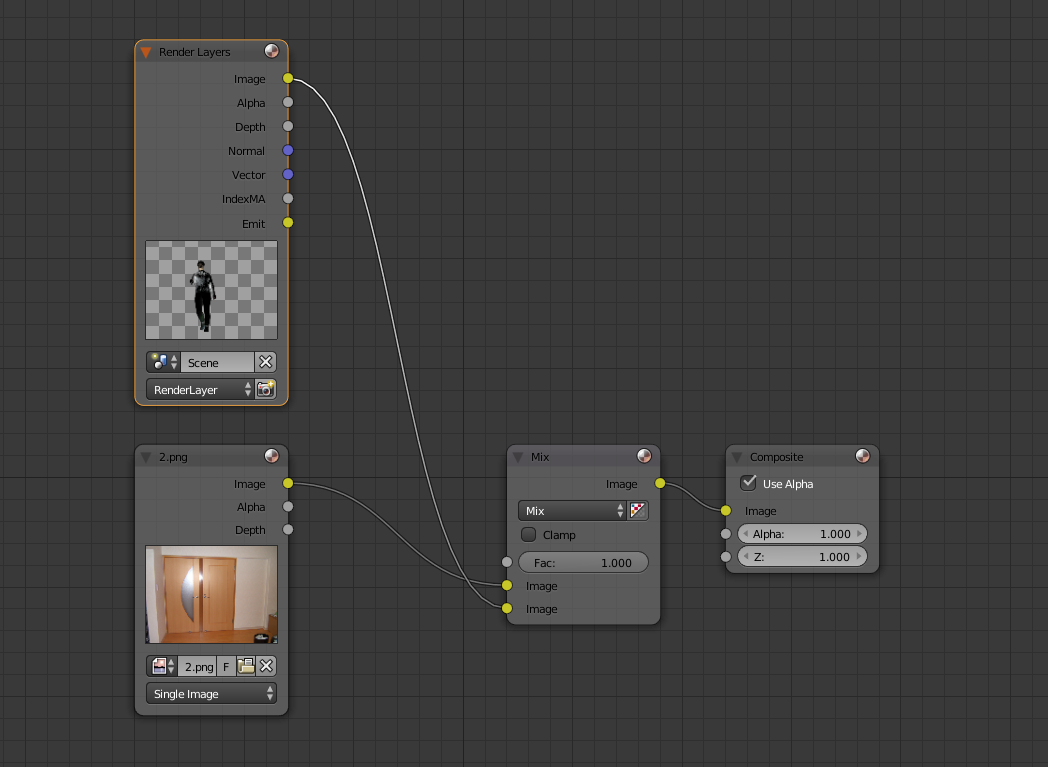 Render Layers
Image
Alpha
Depth
Normal
Vector
IndexMA
Emit
Scene
RenderLayer
2.png
Image
Alpha
Depth
2.png F
Single Image
Mix
Image
Mix
Clamp
Fac: 1.000
Image
Image
Composite
Use Alpha
Image
Alpha: 1.000
Z: 1.000